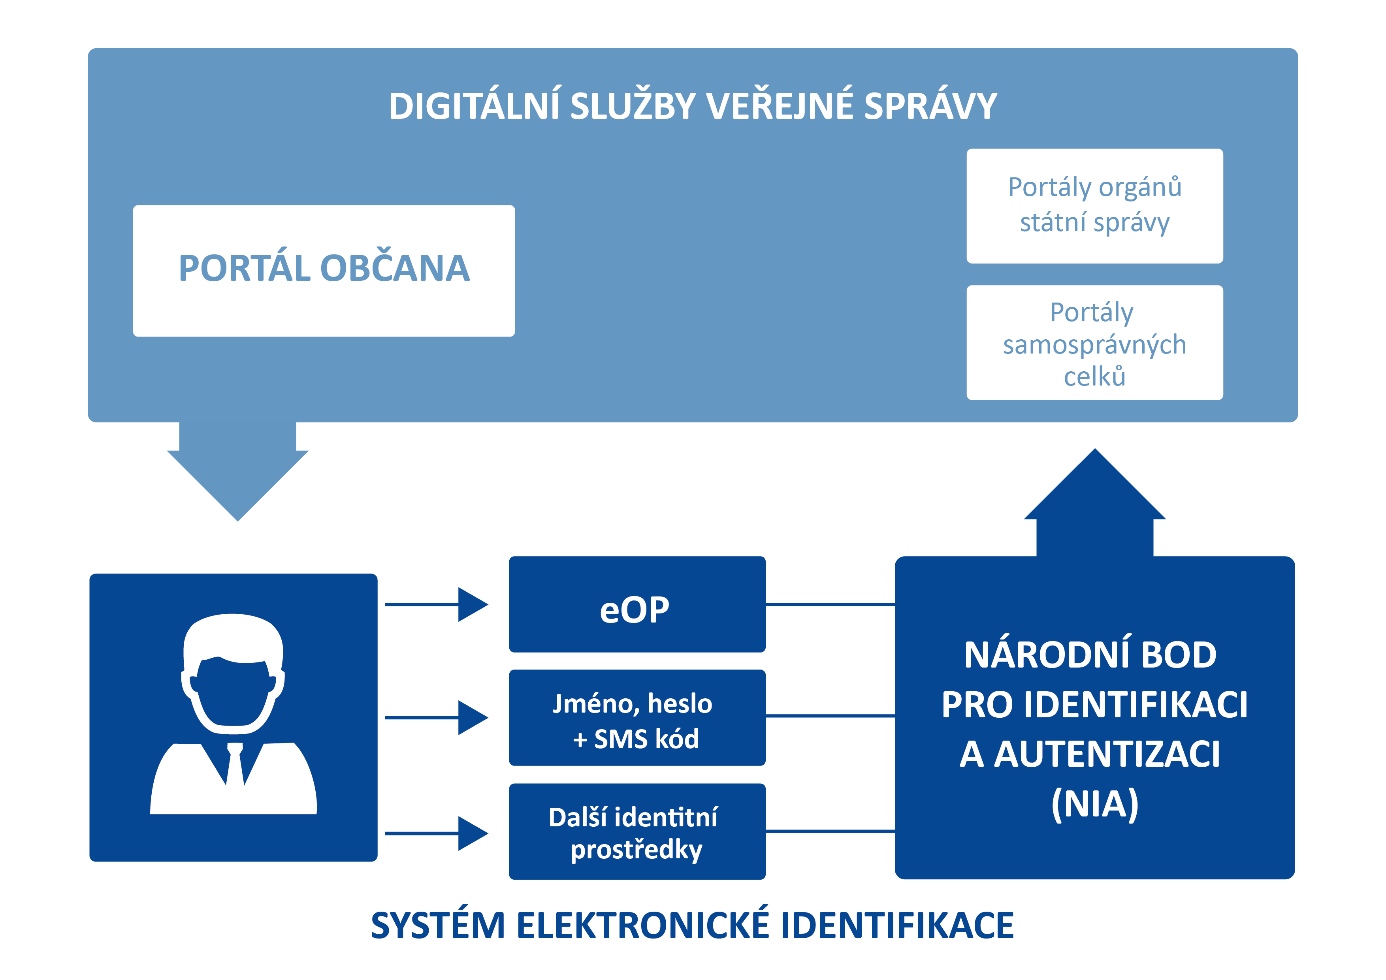 DIGITÁLNÍ SLUŽBY VEŘEJNÉ SPRÁVY
PORTÁL OBČANA
Portály orgánů
státní správy
Portály
samosprávných
celků
eOP
Jméno, heslo
+ SMS kód
Další identitní
prostředky
NÁRODNÍ BOD
PRO IDENTIFIKACI
A AUTENTIZACI
(NIA)
SYSTÉM ELEKTRONICKÉ IDENTIFIKACE